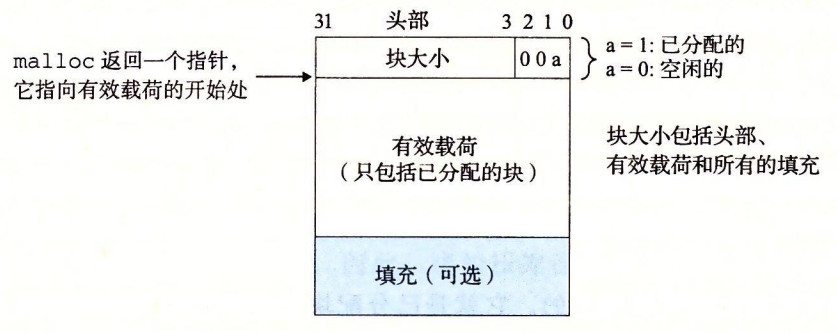 31 头部 3 2 1 0
malloc 返回一个指针，
它指向有效载荷的开始处
块大小 0 0 a
a = 1: 已分配的
a = 0: 空闲的
有效载荷
（只包括已分配的块）
块大小包括头部、
有效载荷和所有的填充
填充（可选）